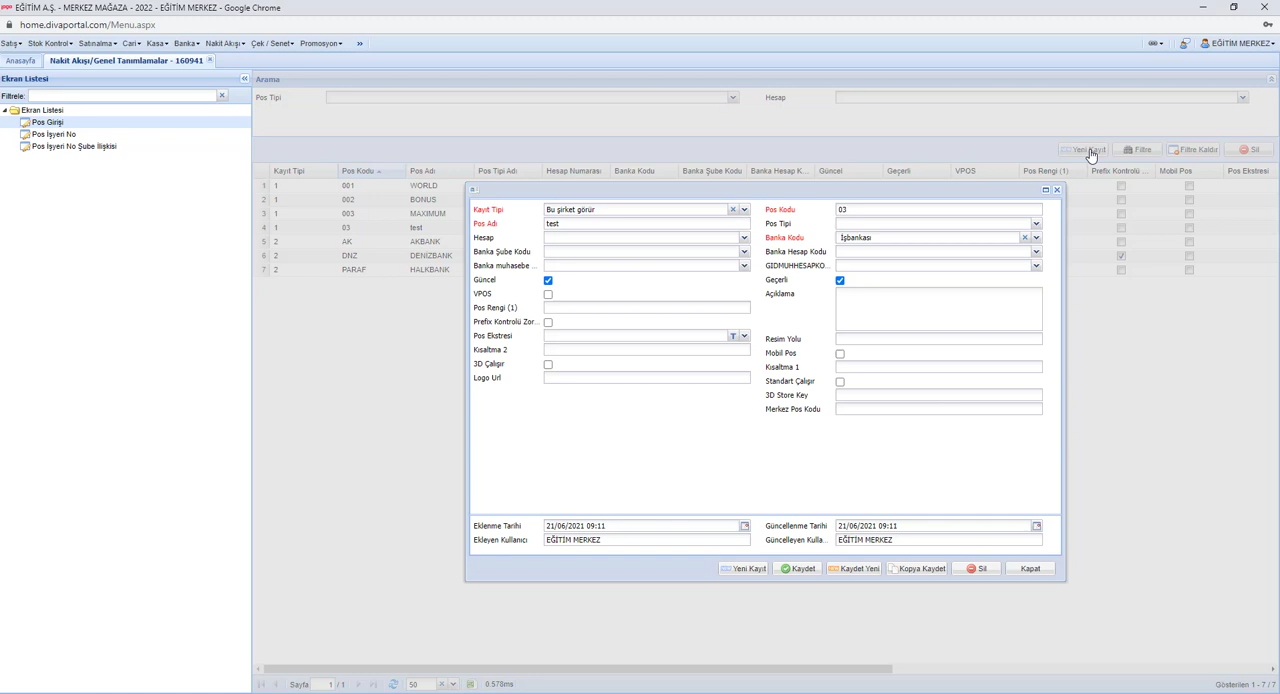 EĞİTİM A.Ş. - MERKEZ MAĞAZA - 2022 - EĞİTİM MERKEZ - Google Chrome
home.divaportal.com/Menu.aspx
Satış Stok Kontrol Satınalma Cari Kasa Banka Nakit Akışı Çek / Senet Promosyon » EĞİTİM MERKEZ
Anasayfa Nakit Akışı/Genel Tanımlamalar - 160941
Ekran Listesi Arama
Filtrele: Pos Tipi Hesap
Ekran Listesi
Pos Girişi
Pos İşyeri No
Pos İşyeri No Şube İlişkisi
Yeni Kayıt Filtre Filtre Kaldır Sil
Kayıt Tipi Pos Kodu Pos Adı Pos Tipi Adı Hesap Numarası Banka Kodu Banka Şube Kodu Banka Hesap K... Güncel Geçerli VPOS Pos Rengi (1) Prefix Kontrolü ... Mobil Pos Pos Ekstresi
1 1 001 WORLD
2 1 002 BONUS
3 1 003 MAXIMUM
4 1 03 test
5 2 AK AKBANK
6 2 DNZ DENİZBANK
7 2 PARAF HALKBANK
Kayıt Tipi Bu şirket görür Pos Kodu 03
Pos Adı test Pos Tipi
Hesap Banka Kodu İşbankası
Banka Şube Kodu Banka Hesap Kodu
Banka muhasebe ... GIDMUHHESAPKO...
Güncel Geçerli
VPOS Açıklama
Pos Rengi (1)
Prefix Kontrolü Zor...
Pos Ekstresi Resim Yolu
Kısaltma 2 Mobil Pos
3D Çalışır Kısaltma 1
Logo Url Standart Çalışır
3D Store Key
Merkez Pos Kodu
Eklenme Tarihi 21/06/2021 09:11 Güncellenme Tarihi 21/06/2021 09:11
Ekleyen Kullanıcı EĞİTİM MERKEZ Güncelleyen Kulla... EĞİTİM MERKEZ
Yeni Kayıt Kaydet Kaydet Yeni Kopya Kaydet Sil Kapat
Sayfa 1 / 1 50 0.578ms Gösterilen 1 - 7 / 7